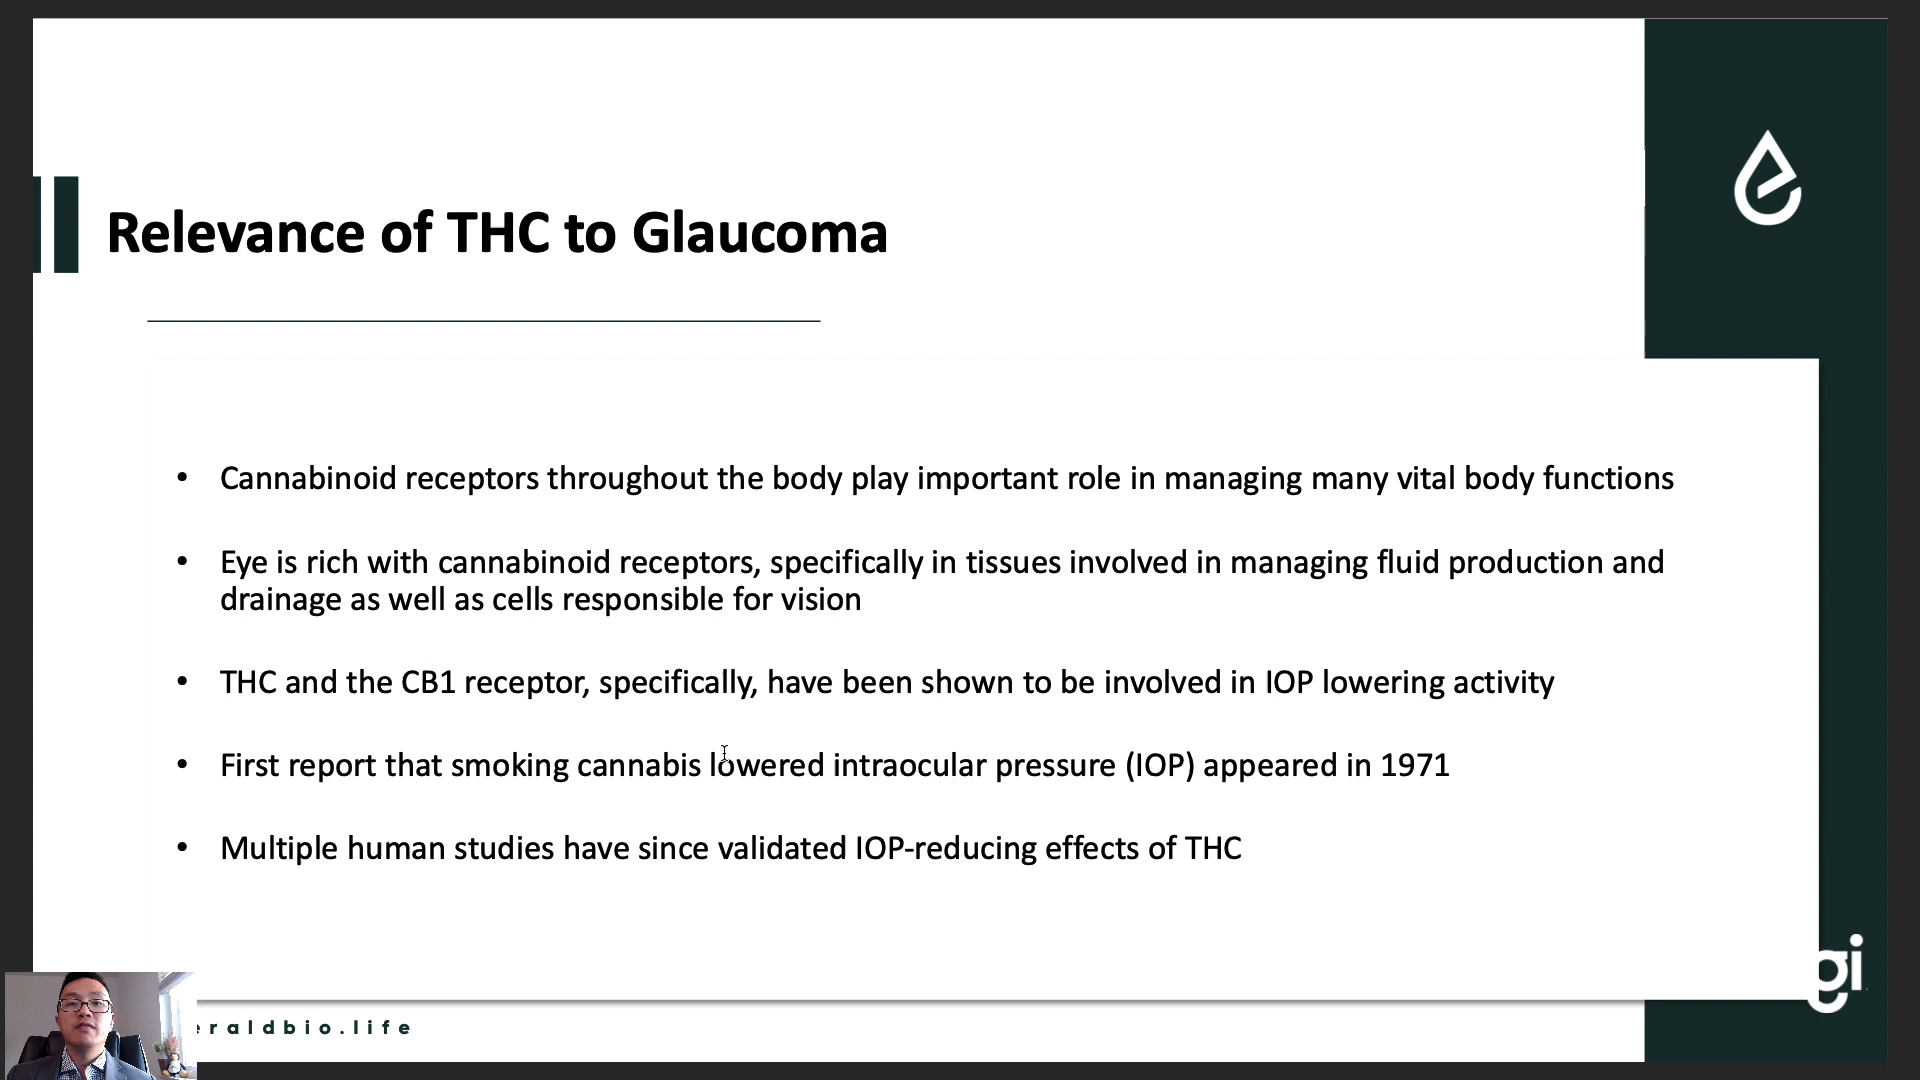 Relevance of THC to Glaucoma
• Cannabinoid receptors throughout the body play important role in managing many vital body functions
• Eye is rich with cannabinoid receptors, specifically in tissues involved in managing fluid production and
drainage as well as cells responsible for vision
• THC and the CB1 receptor, specifically, have been shown to be involved in IOP lowering activity
• First report that smoking cannabis lowered intraocular pressure (IOP) appeared in 1971
• Multiple human studies have since validated IOP-reducing effects of THC
eraldbio.life
gi